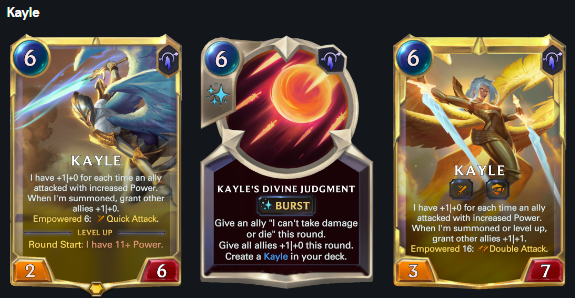 Kayle
6
KAYLE
I have +1|+0 for each time an ally
attacked with increased Power.
When I'm summoned, grant other
allies +1|+0.
Empowered 6: Quick Attack.
LEVEL UP
Round Start: I have 11+ Power.
2
6
6
KAYLE'S DIVINE JUDGMENT
BURST
Give an ally "I can't take damage
or die" this round.
Give all allies +1|+0 this round.
Create a Kayle in your deck.
6
Kayle
I have +1|+0 for each time an ally
attacked with increased Power.
When I'm summoned or level up,
grant other allies +1|+1.
Empowered 16: Double Attack.
3
7